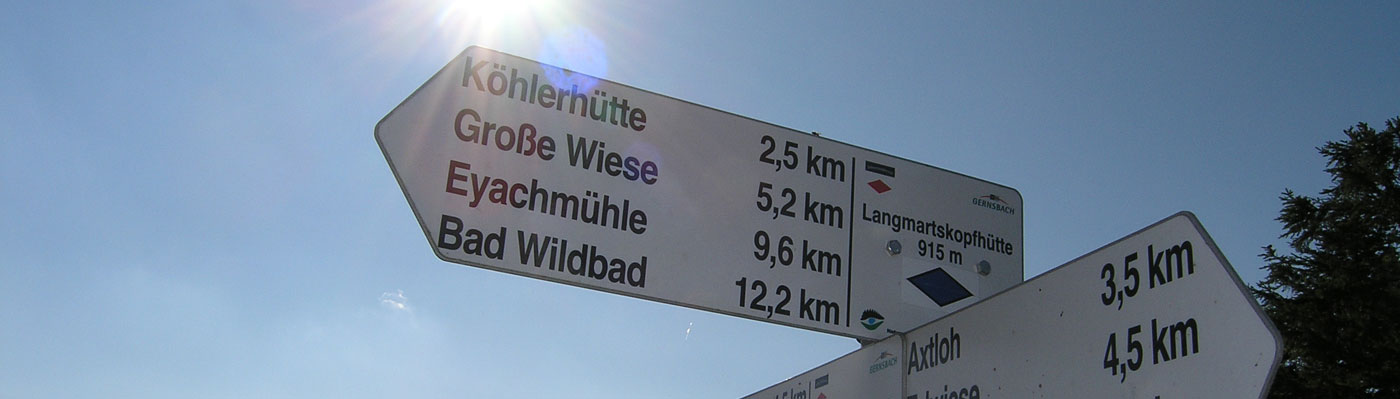 Köhlerhütte 2,5 km
Große Wiese 5,2 km
Eyachmühle 9,6 km
Bad Wildbad 12,2 km
GERNSBACH
Langmartskopfhütte
915 m
3,5 km
Axtloh 4,5 km
GERNSBACH